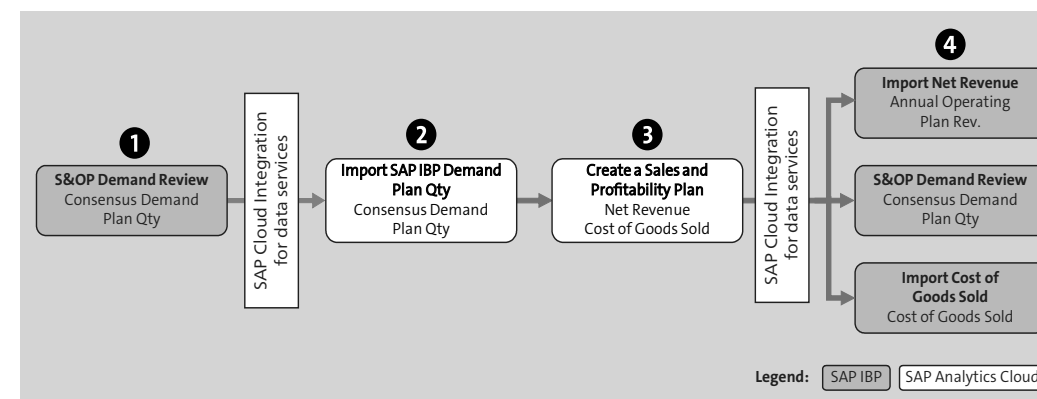 1
S&OP Demand Review
Consensus Demand
Plan Qty
SAP Cloud Integration
for data services
2
Import SAP IBP Demand
Plan Qty
Consensus Demand
Plan Qty
3
Create a Sales and
Profitability Plan
Net Revenue
Cost of Goods Sold
SAP Cloud Integration
for data services
4
Import Net Revenue
Annual Operating
Plan Rev.
S&OP Demand Review
Consensus Demand
Plan Qty
Import Cost of
Goods Sold
Cost of Goods Sold
Legend:
SAP IBP
SAP Analytics Cloud